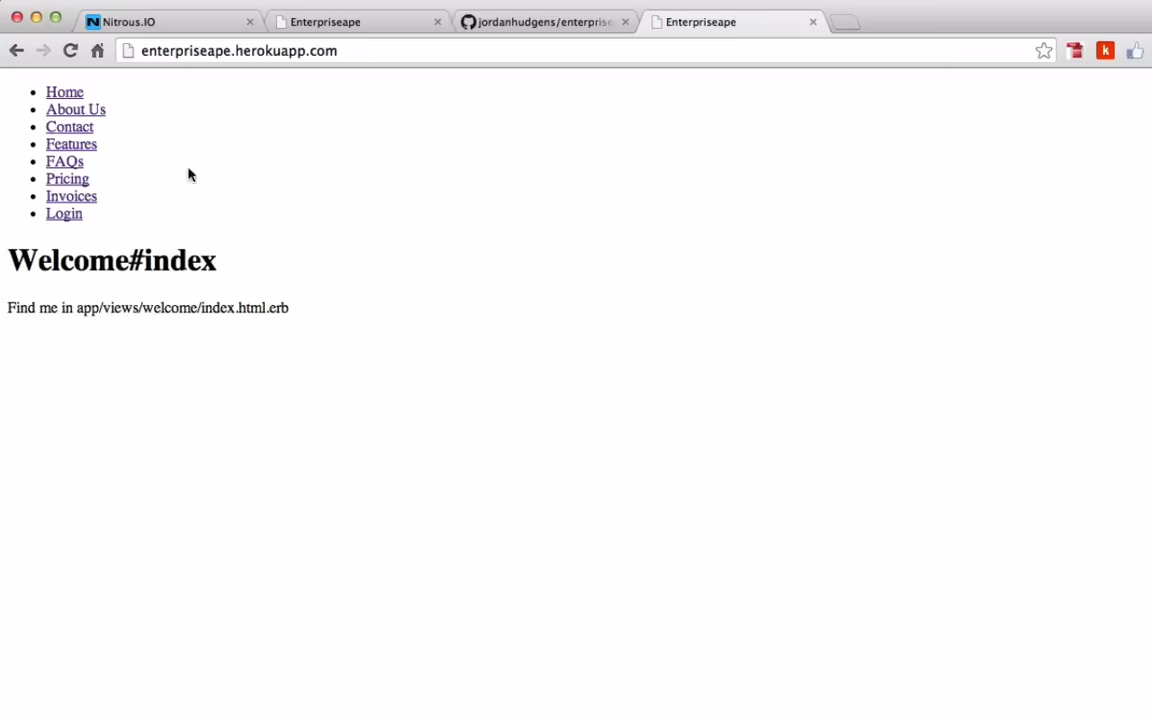 Nitrous.IO
Enterpriseape
jordanhudgens/enterprise
Enterpriseape
enterpriseape.herokuapp.com
k
Home
About Us
Contact
Features
FAQs
Pricing
Invoices
Login
Welcome#index
Find me in app/views/welcome/index.html.erb